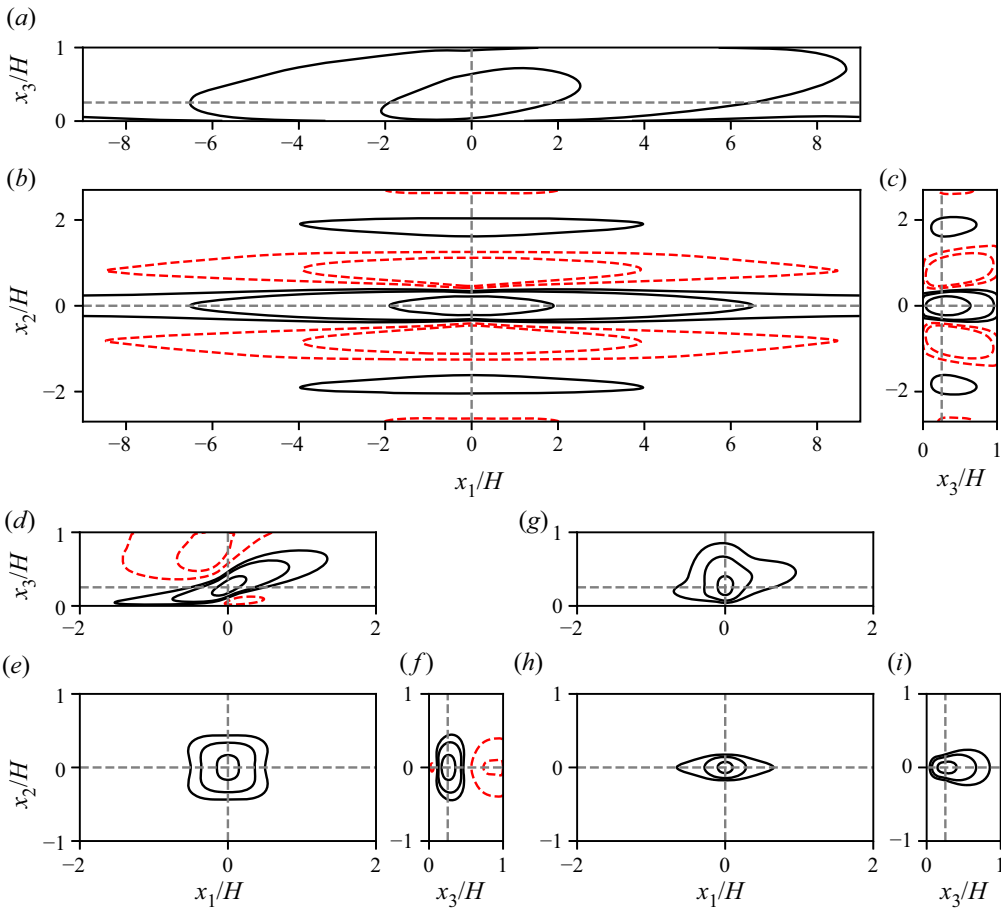 (a)
1
x3/H
0
−8 −6 −4 −2 0 2 4 6 8
(b) (c)
2 2
x2/H
0 0
−2 −2
−8 −6 −4 −2 0 2 4 6 8 0 1
x1/H x3/H
(d) (g)
1 1
x3/H
0 0
−2 0 2 −2 0 2
(e) (f) (h) (i)
1 1 1 1
x2/H
0 0 0 0
−1 −1 −1 −1
−2 0 2 0 1 −2 0 2 0 1
x1/H x3/H x1/H x3/H